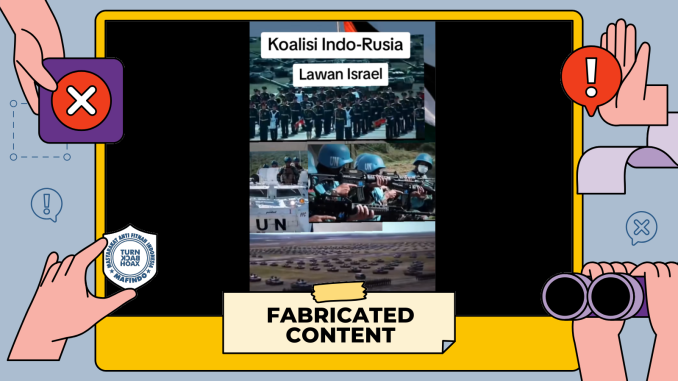 Koalisi Indo-Rusia
Lawan Israel
UN
MASYARAKAT ANTI FITNAH INDONESIA
TURN
BACK
HOAX
MAFINDO
FABRICATED
CONTENT